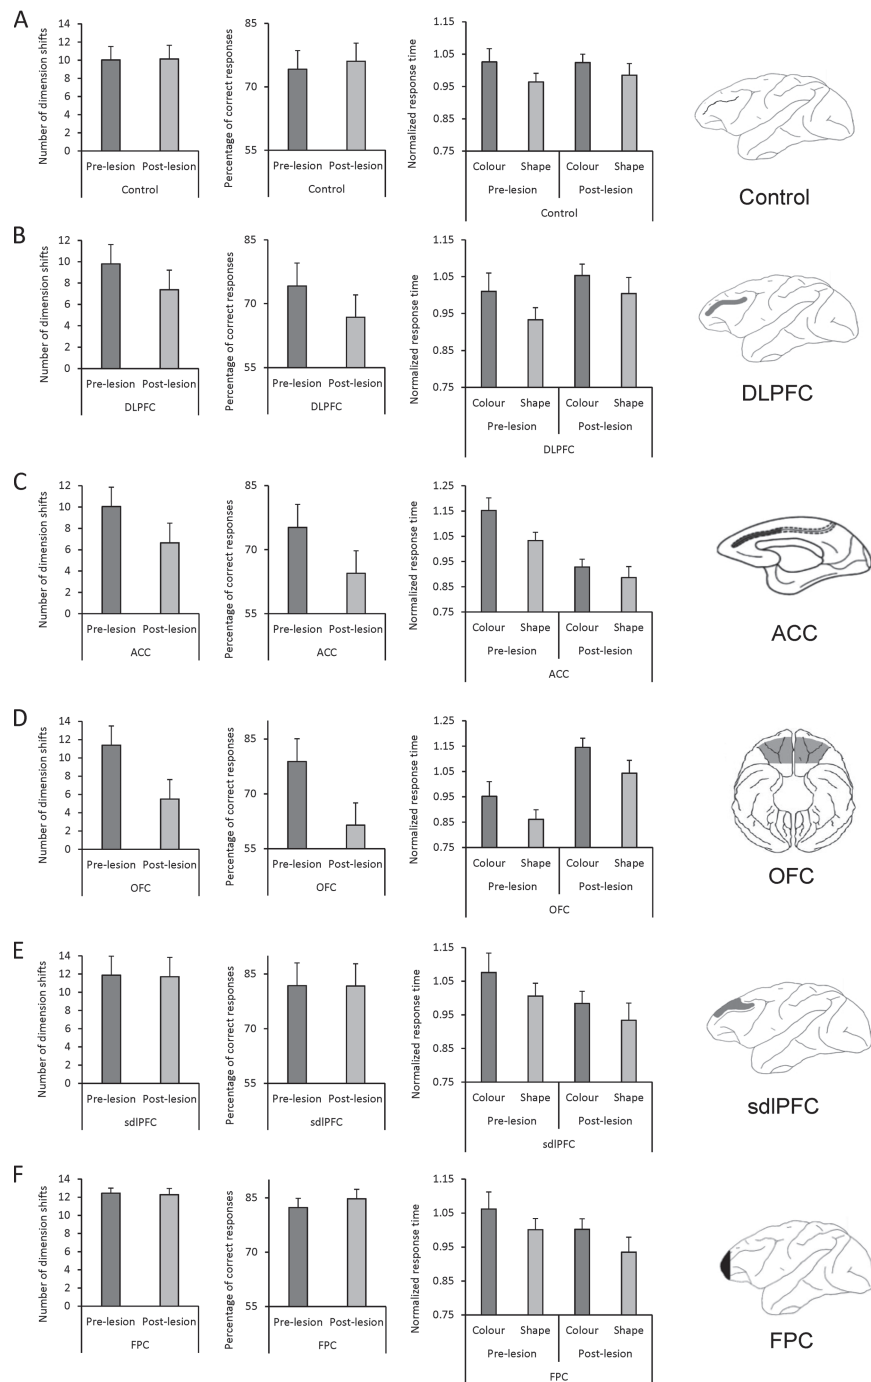 A
Number of dimension shifts
14
12
10
8
6
4
2
0
Pre-lesion Post-lesion
Control
Percentage of correct responses
85
75
65
55
Pre-lesion Post-lesion
Control
Normalized response time
1.15
1.05
0.95
0.85
0.75
Colour Shape Colour Shape
Pre-lesion Post-lesion
Control
Control
B
Number of dimension shifts
12
10
8
6
4
2
0
Pre-lesion Post-lesion
DLPFC
Percentage of correct responses
85
70
55
Pre-lesion Post-lesion
DLPFC
Normalized response time
1.15
1.05
0.95
0.85
0.75
Colour Shape Colour Shape
Pre-lesion Post-lesion
DLPFC
DLPFC
C
Number of dimension shifts
12
10
8
6
4
2
0
Pre-lesion Post-lesion
ACC
Percentage of correct responses
85
70
55
Pre-lesion Post-lesion
ACC
Normalized response time
1.25
1.15
1.05
0.95
0.85
0.75
Colour Shape Colour Shape
Pre-lesion Post-lesion
ACC
ACC
D
Number of dimension shifts
14
12
10
8
6
4
2
0
Pre-lesion Post-lesion
OFC
Percentage of correct responses
85
70
55
Pre-lesion Post-lesion
OFC
Normalized response time
1.25
1.15
1.05
0.95
0.85
0.75
Colour Shape Colour Shape
Pre-lesion Post-lesion
OFC
OFC
E
Number of dimension shifts
14
12
10
8
6
4
2
0
Pre-lesion Post-lesion
sdlPFC
Percentage of correct responses
85
70
55
Pre-lesion Post-lesion
sdlPFC
Normalized response time
1.15
1.05
0.95
0.85
0.75
Colour Shape Colour Shape
Pre-lesion Post-lesion
sdlPFC
sdlPFC
F
Number of dimension shifts
14
12
10
8
6
4
2
0
Pre-lesion Post-lesion
FPC
Percentage of correct responses
85
70
55
Pre-lesion Post-lesion
FPC
Normalized response time
1.15
1.05
0.95
0.85
0.75
Colour Shape Colour Shape
Pre-lesion Post-lesion
FPC
FPC